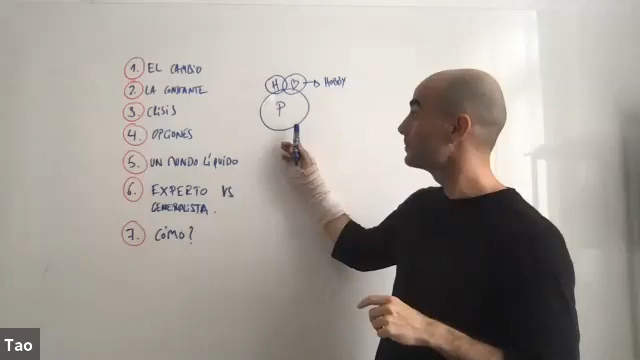 1. EL CAMBIO
2. LA CONSTANTE
3. CRISIS
4. OPCIONES
5. UN MUNDO LÍQUIDO
6. EXPERTO VS
GENERALISTA.
7. CÓMO?
H
HOBBY
P
Tao